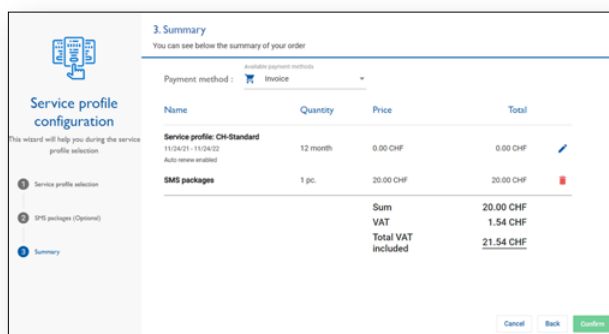 Service profile
configuration
This wizard will help you during the service
profile selection
1 Service profile selection
2 SMS packages (Optional)
3 Summary
3. Summary
You can see below the summary of your order
Available payment methods
Payment method : Invoice
Name Quantity Price Total
Service profile: CH-Standard
11/24/21 - 11/24/22 12 month 0.00 CHF 0.00 CHF
Auto renew enabled
SMS packages 1 pc. 20.00 CHF 20.00 CHF
Sum 20.00 CHF
VAT 1.54 CHF
Total VAT
included 21.54 CHF
Cancel Back Confirm